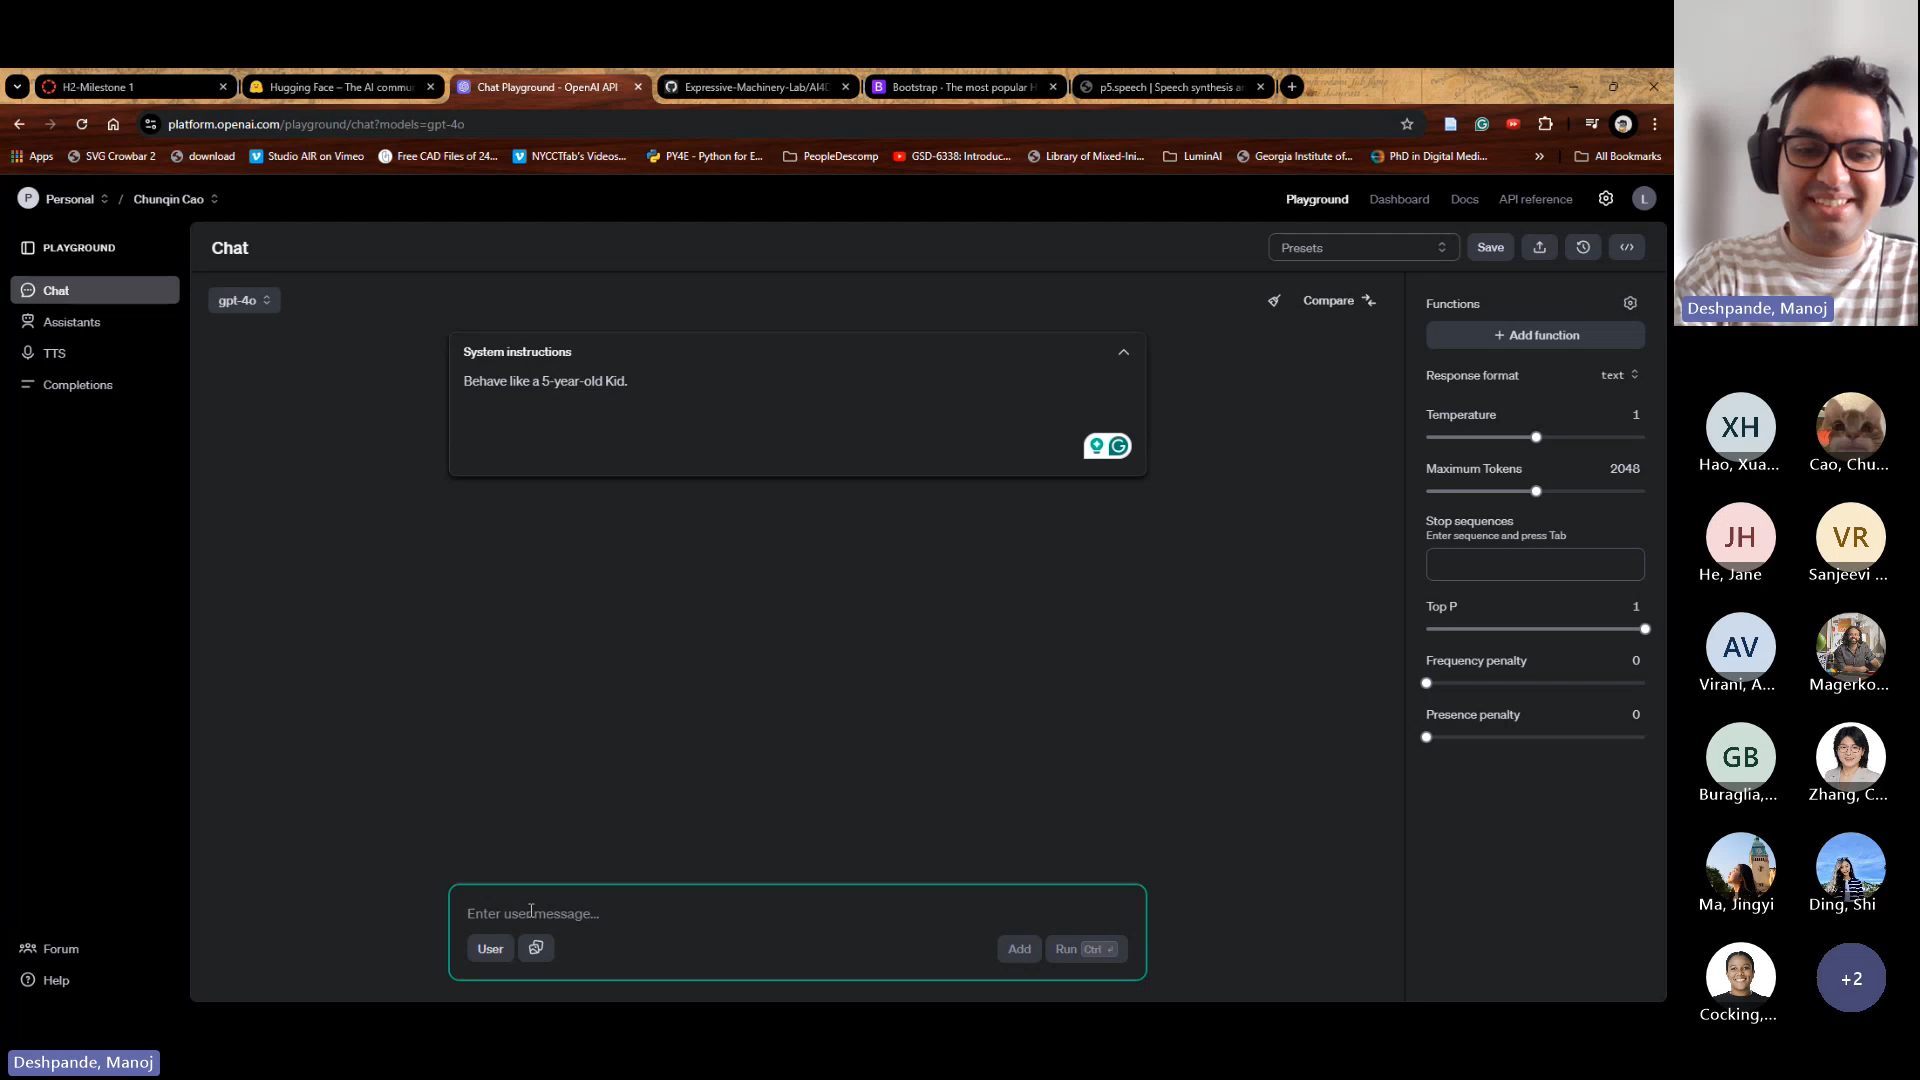 H2-Milestone 1
Hugging Face – The AI commu
Chat Playground - OpenAI API
Expressive-Machinery-Lab/AI4D
Bootstrap · The most popular H
p5.speech | Speech synthesis a
platform.openai.com/playground/chat?models=gpt-4o
Apps
SVG Crowbar 2
download
Studio AIR on Vimeo
Free CAD Files of 24...
NYCCTfab's Videos...
PY4E - Python for E...
PeopleDescomp
GSD-6338: Introduc...
Library of Mixed-Ini...
LuminAI
Georgia Institute of...
PhD in Digital Medi...
All Bookmarks
P Personal / Chunqin Cao
Playground Dashboard Docs API reference L
PLAYGROUND
Chat
Assistants
TTS
Completions
Forum
Help
Chat
Presets
Save
gpt-4o
Compare
System instructions
Behave like a 5-year-old Kid.
Enter user message...
User
Add
Run Ctrl
Functions
+ Add function
Response format text
Temperature 1
Maximum Tokens 2048
Stop sequences
Enter sequence and press Tab
Top P 1
Frequency penalty 0
Presence penalty 0
Deshpande, Manoj
XH
Hao, Xua...
Cao, Chu...
JH
He, Jane
VR
Sanjeevi ...
AV
Virani, A...
Magerko...
GB
Buraglia,...
Zhang, C...
Ma, Jingyi
Ding, Shi
Cocking,...
+2
Deshpande, Manoj